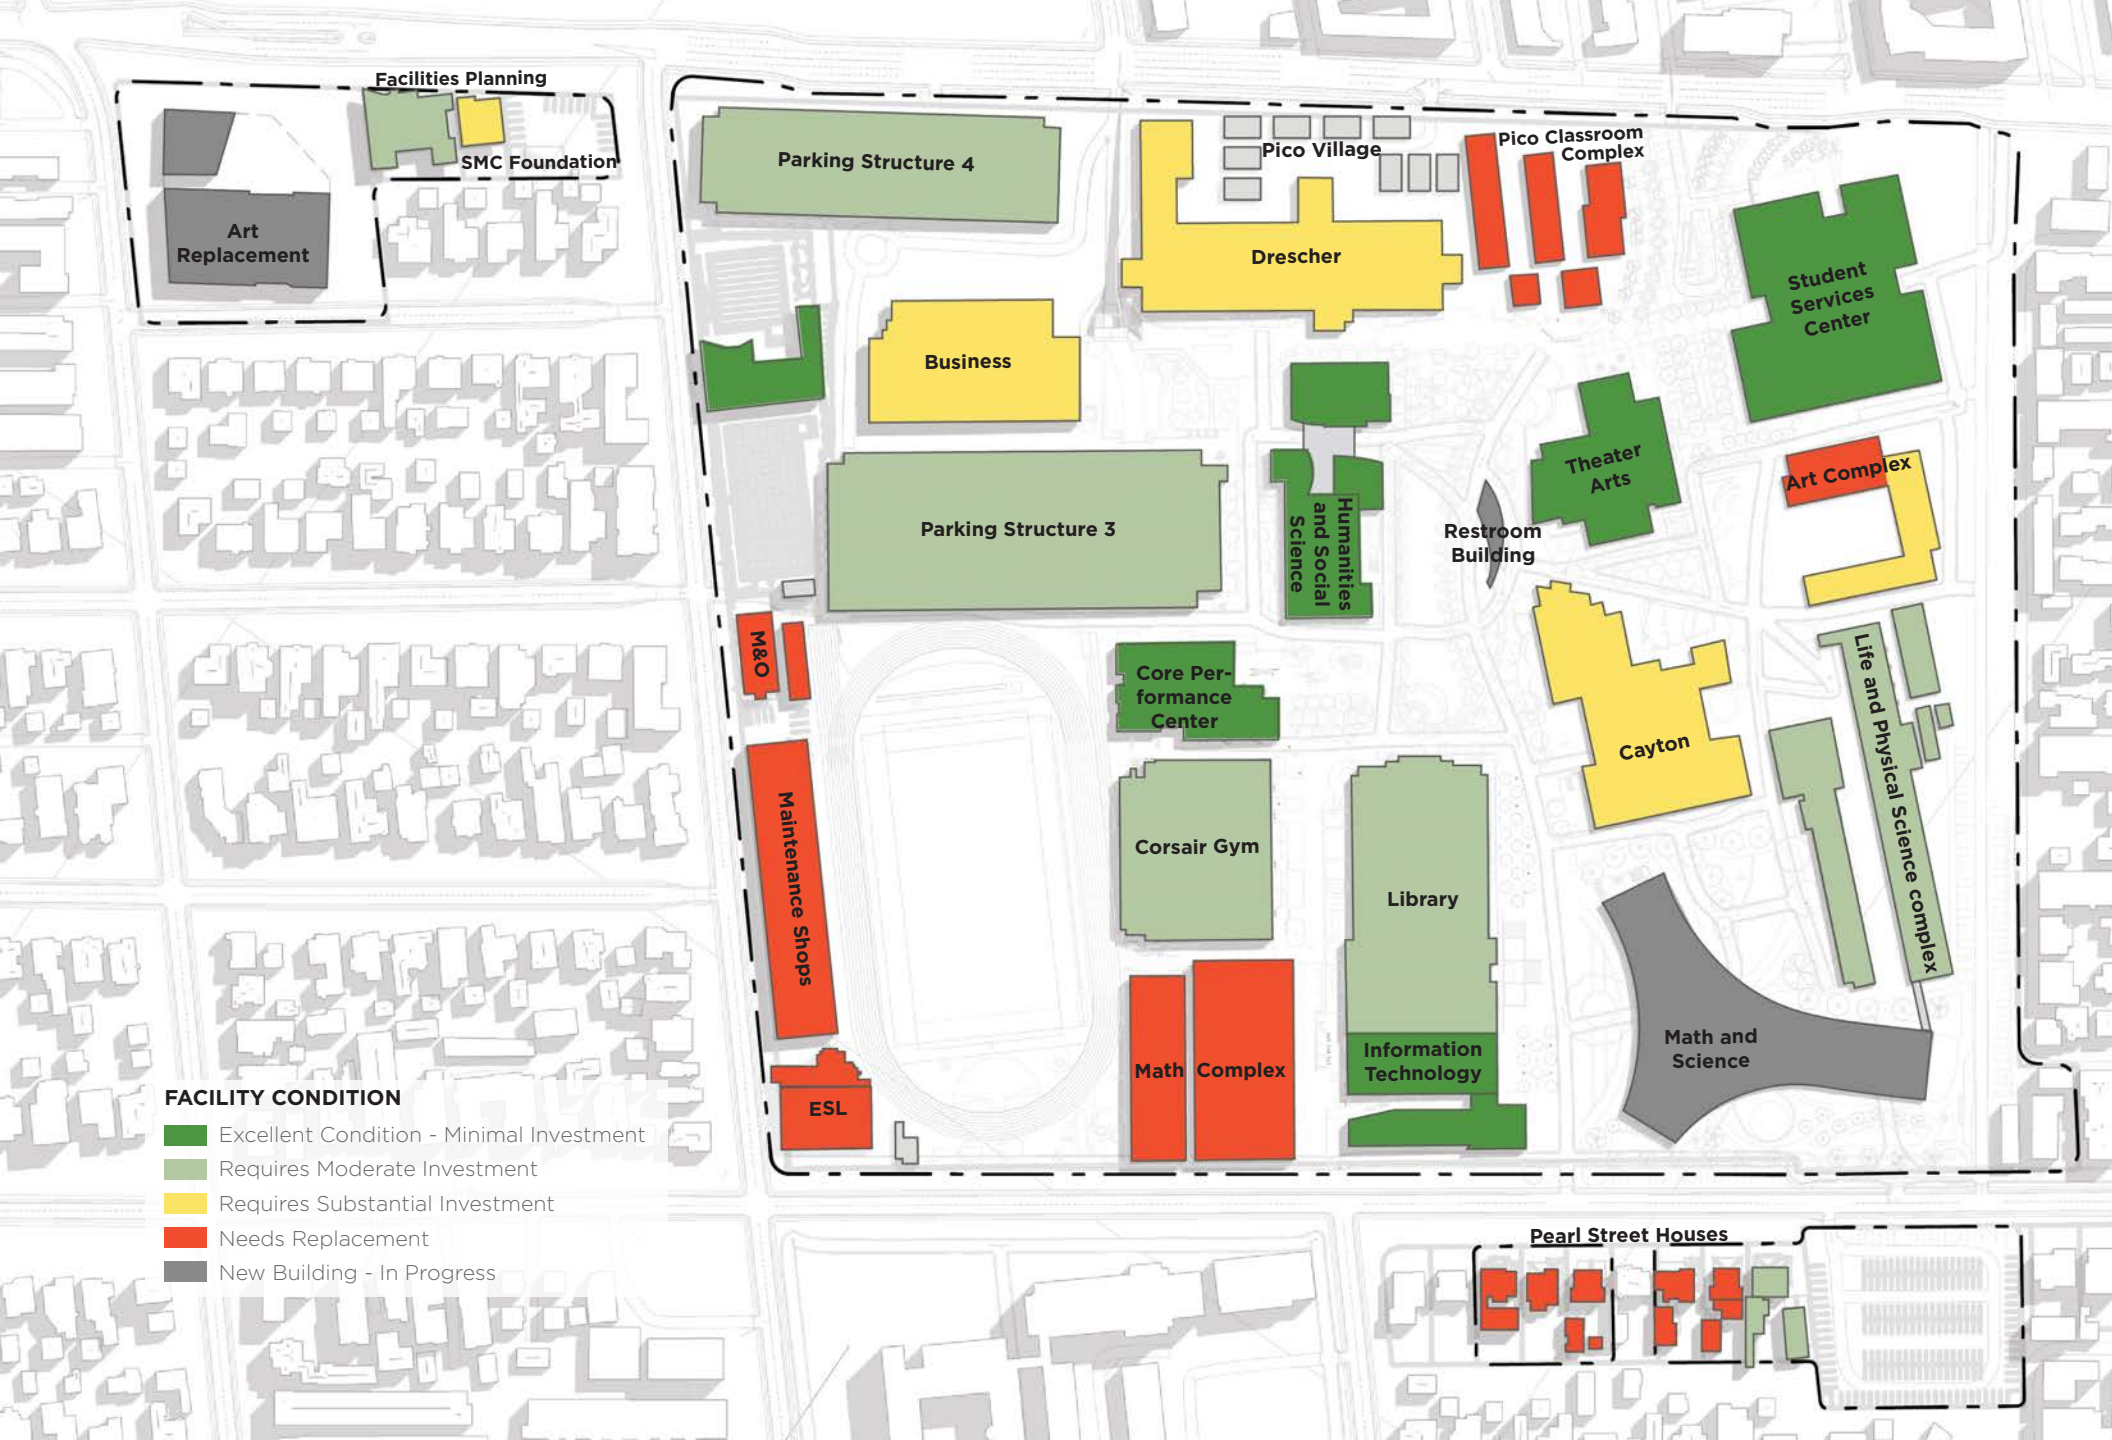 Facilities Planning
SMC Foundation
Art
Replacement
Parking Structure 4
Pico Village
Pico Classroom
Complex
Drescher
Student
Services
Center
Business
Theater
Arts
Art Complex
Parking Structure 3
Humanities
and Social
Science
Restroom
Building
M&O
Core Per-
formance
Center
Cayton
Life and Physical Science complex
Maintenance Shops
Corsair Gym
Library
Math and
Science
Information
Technology
Math Complex
ESL
FACILITY CONDITION
Excellent Condition - Minimal Investment
Requires Moderate Investment
Requires Substantial Investment
Needs Replacement
New Building - In Progress
Pearl Street Houses